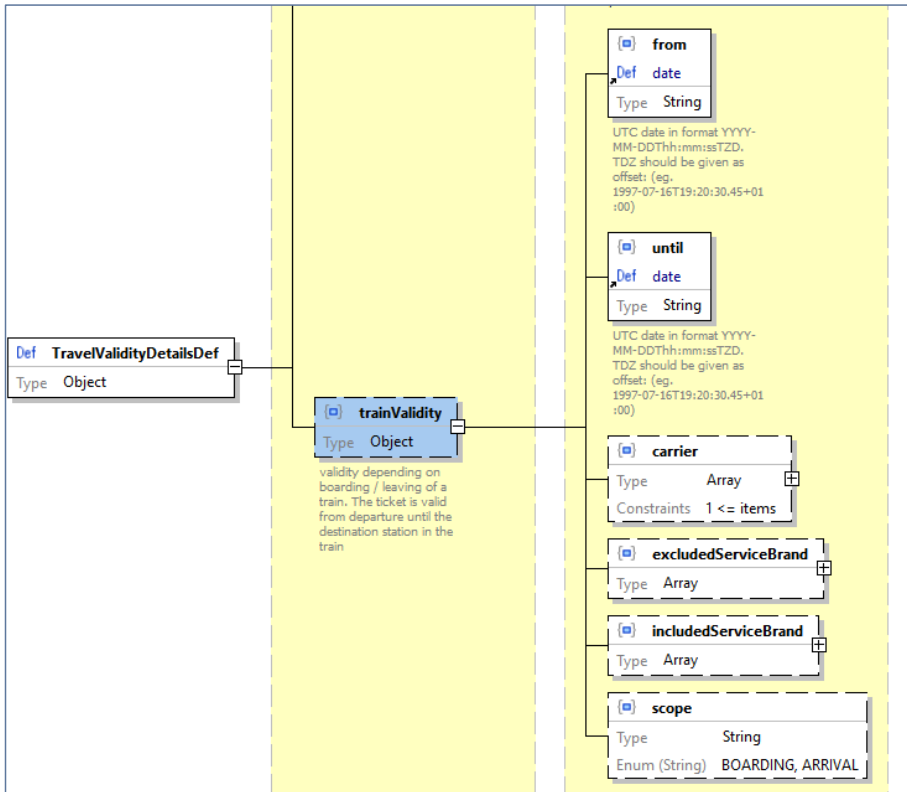 from
Def date
Type String
UTC date in format YYYY-
MM-DDThh:mm:ssTZD.
TDZ should be given as
offset: (eg.
1997-07-16T19:20:30.45+01
:00)
until
Def date
Type String
UTC date in format YYYY-
MM-DDThh:mm:ssTZD.
TDZ should be given as
offset: (eg.
1997-07-16T19:20:30.45+01
:00)
Def TravelValidityDetailsDef
Type Object
trainValidity
Type Object
validity depending on
boarding / leaving of a
train. The ticket is valid
from departure until the
destination station in the
train
carrier
Type Array
Constraints 1 <= items
excludedServiceBrand
Type Array
includedServiceBrand
Type Array
scope
Type String
Enum (String) BOARDING, ARRIVAL